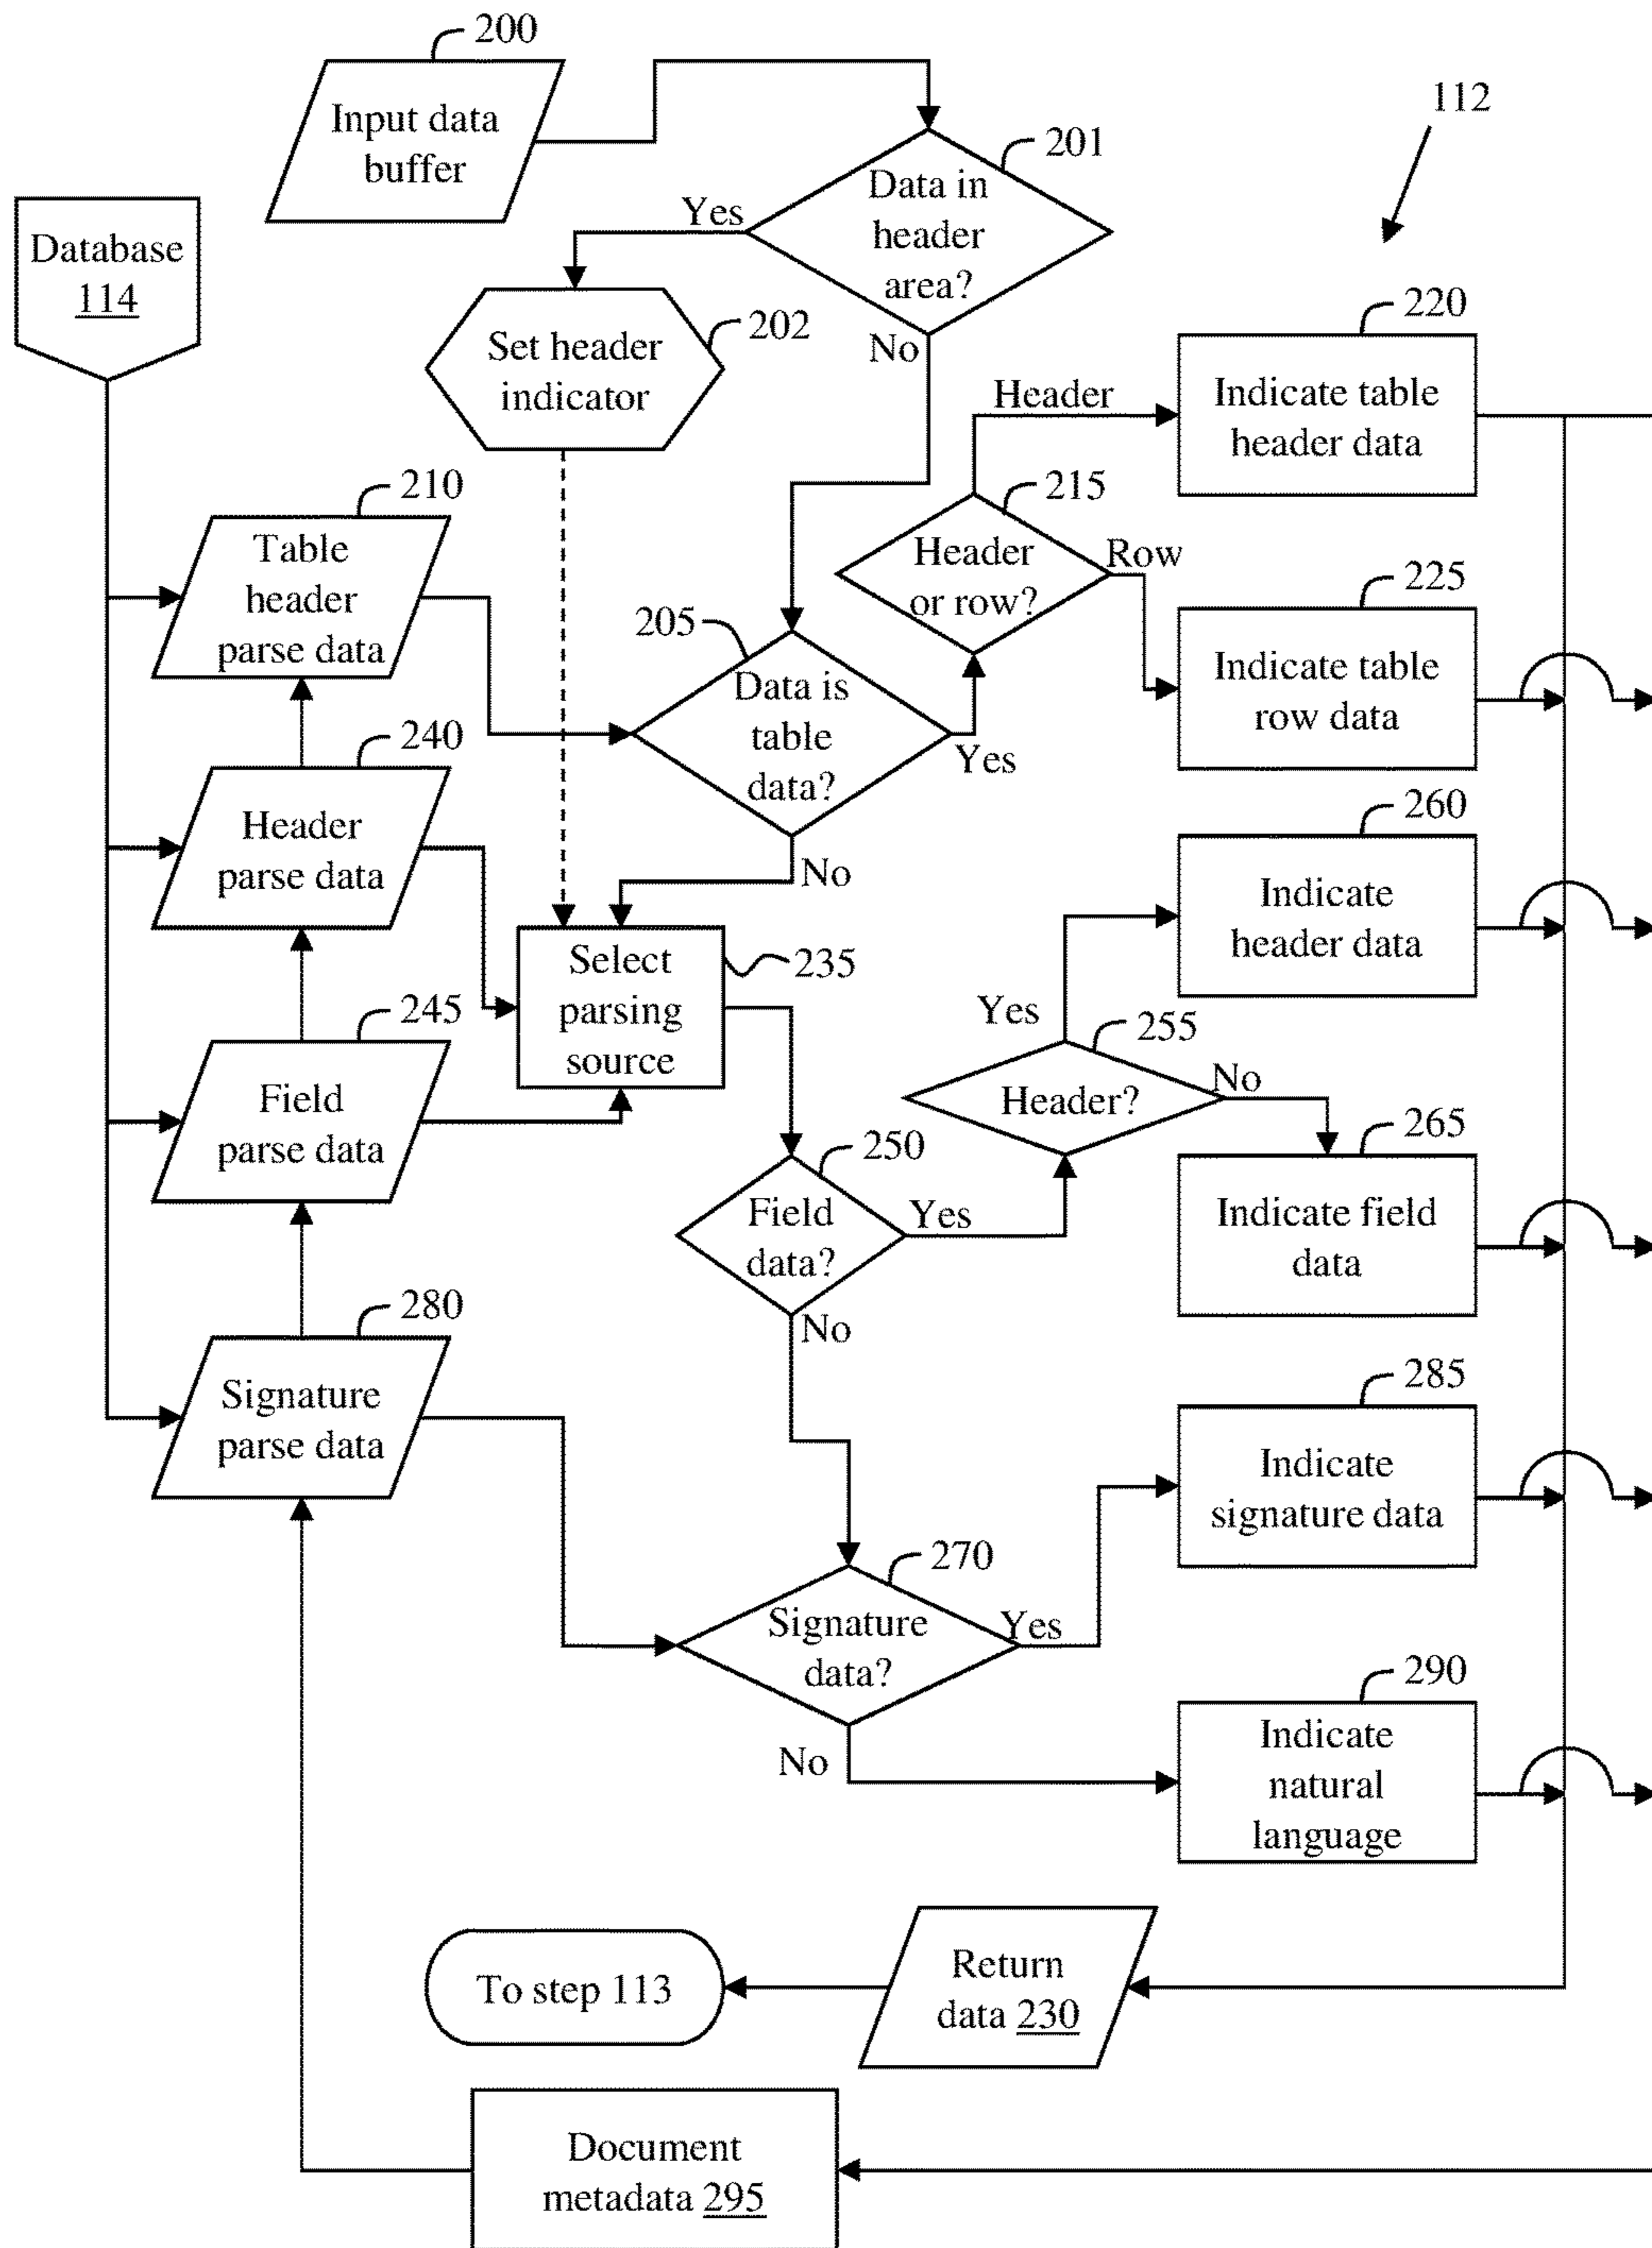 200
Input data
buffer
112
201
Data in
header
area?
Yes
No
Database
114
202
Set header
indicator
220
Indicate table
header data
Header
210
Table
header
parse data
215
Header
or row?
Row
225
Indicate table
row data
205
Data is
table
data?
Yes
No
240
Header
parse data
260
Indicate
header data
Select
parsing
source
235
Yes
255
Header?
No
245
Field
parse data
265
Indicate field
data
250
Field
data?
Yes
No
280
Signature
parse data
285
Indicate
signature data
270
Signature
data?
Yes
No
290
Indicate
natural
language
To step 113
Return
data 230
Document
metadada 295